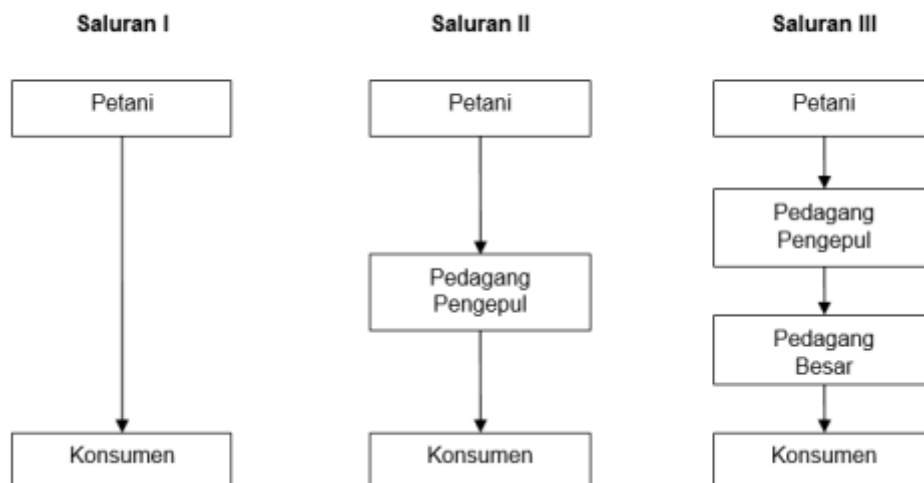 Saluran I
Petani
Konsumen
Saluran II
Petani
Pedagang
Pengepul
Konsumen
Saluran III
Petani
Pedagang
Pengepul
Pedagang
Besar
Konsumen